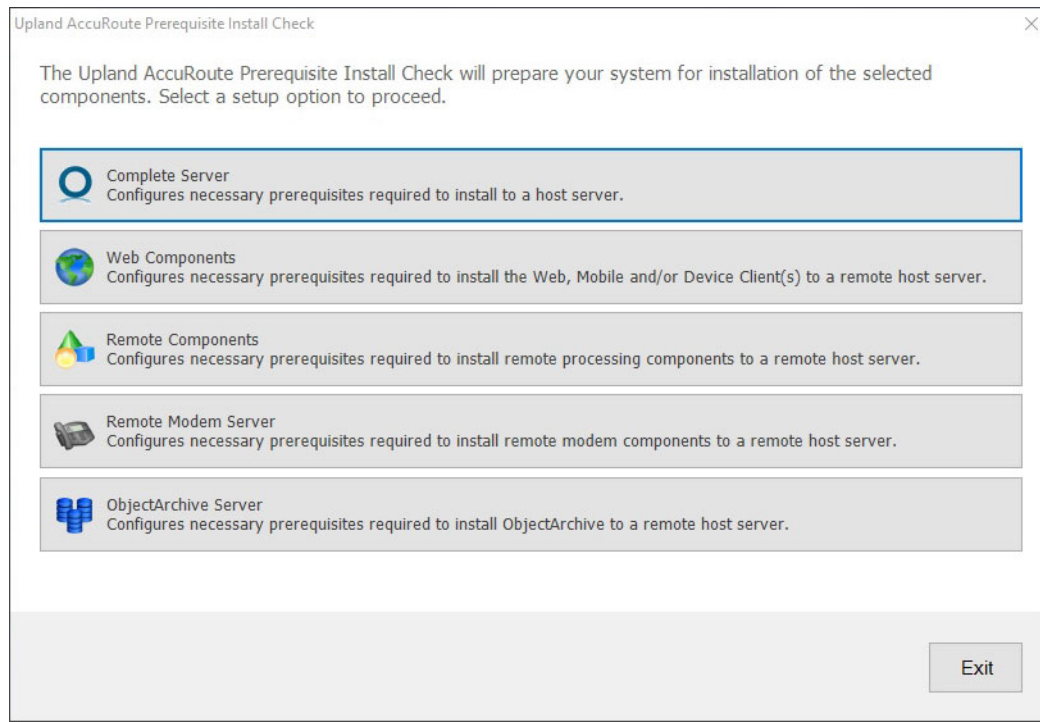 Upland AccuRoute Prerequisite Install Check
The Upland AccuRoute Prerequisite Install Check will prepare your system for installation of the selected
components. Select a setup option to proceed.
Complete Server
Configures necessary prerequisites required to install to a host server.
Web Components
Configures necessary prerequisites required to install the Web, Mobile and/or Device Client(s) to a remote host server.
Remote Components
Configures necessary prerequisites required to install remote processing components to a remote host server.
Remote Modem Server
Configures necessary prerequisites required to install remote modem components to a remote host server.
ObjectArchive Server
Configures necessary prerequisites required to install ObjectArchive to a remote host server.
Exit